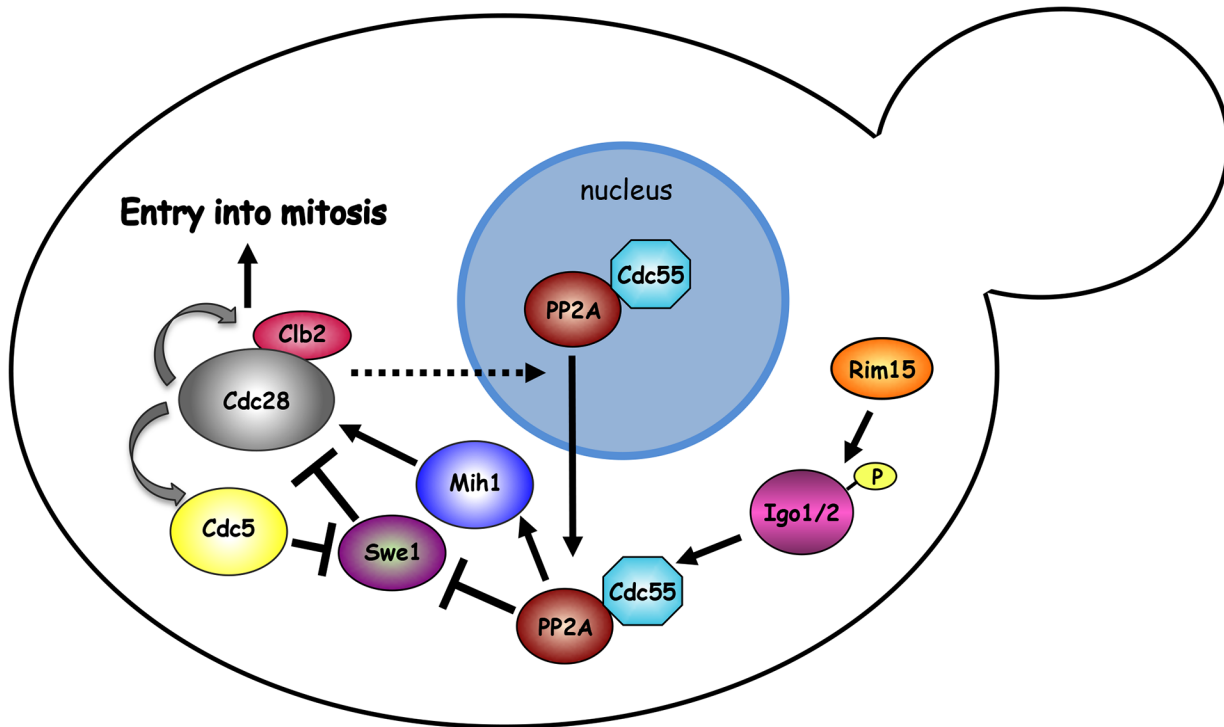 nucleus
Entry into mitosis
Cdc55
PP2A
Clb2
Cdc28
Rim15
Mih1
P
Igo1/2
Cdc5
Swe1
Cdc55
PP2A